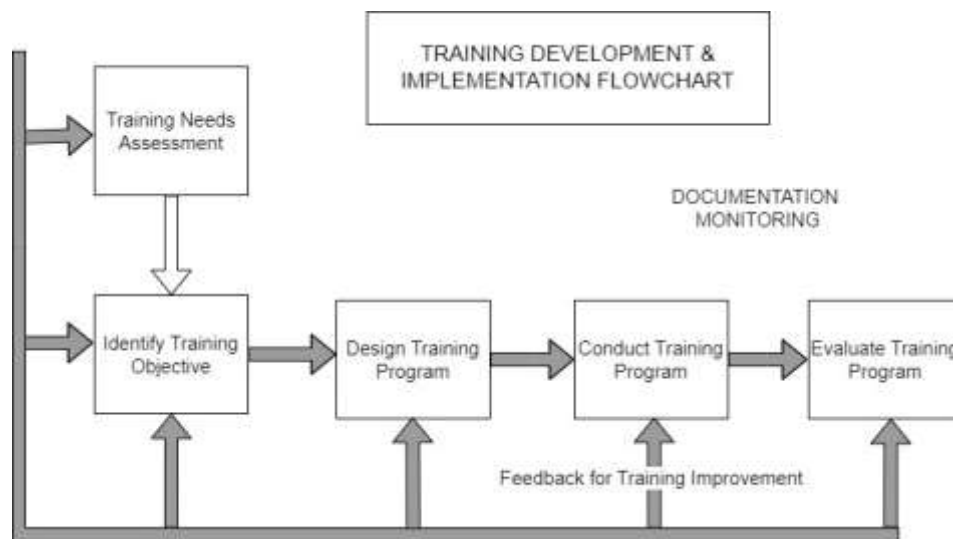 TRAINING DEVELOPMENT &
IMPLEMENTATION FLOWCHART
Training Needs
Assessment
DOCUMENTATION
MONITORING
Identify Training
Objective
Design Training
Program
Conduct Training
Program
Evaluate Training
Program
Feedback for Training Improvement